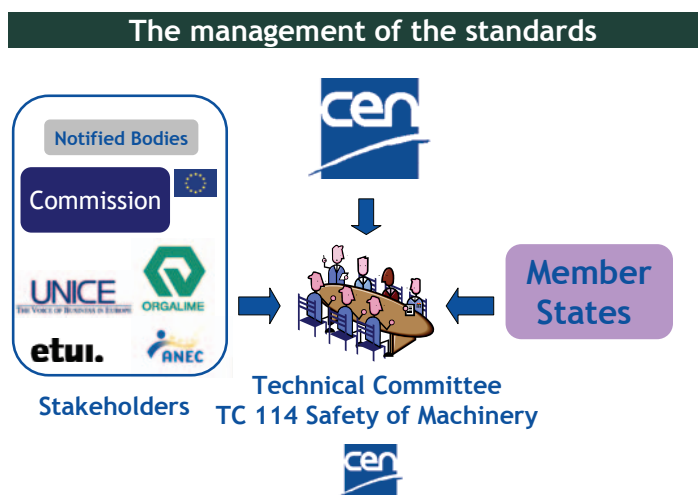 The management of the standards
cen
Notified Bodies
Commission
UNICE
THE VOICE OF BUSINESS IN EUROPE
ORGALIME
etui.
ANEC
Stakeholders
Member
States
Technical Committee
TC 114 Safety of Machinery
cen